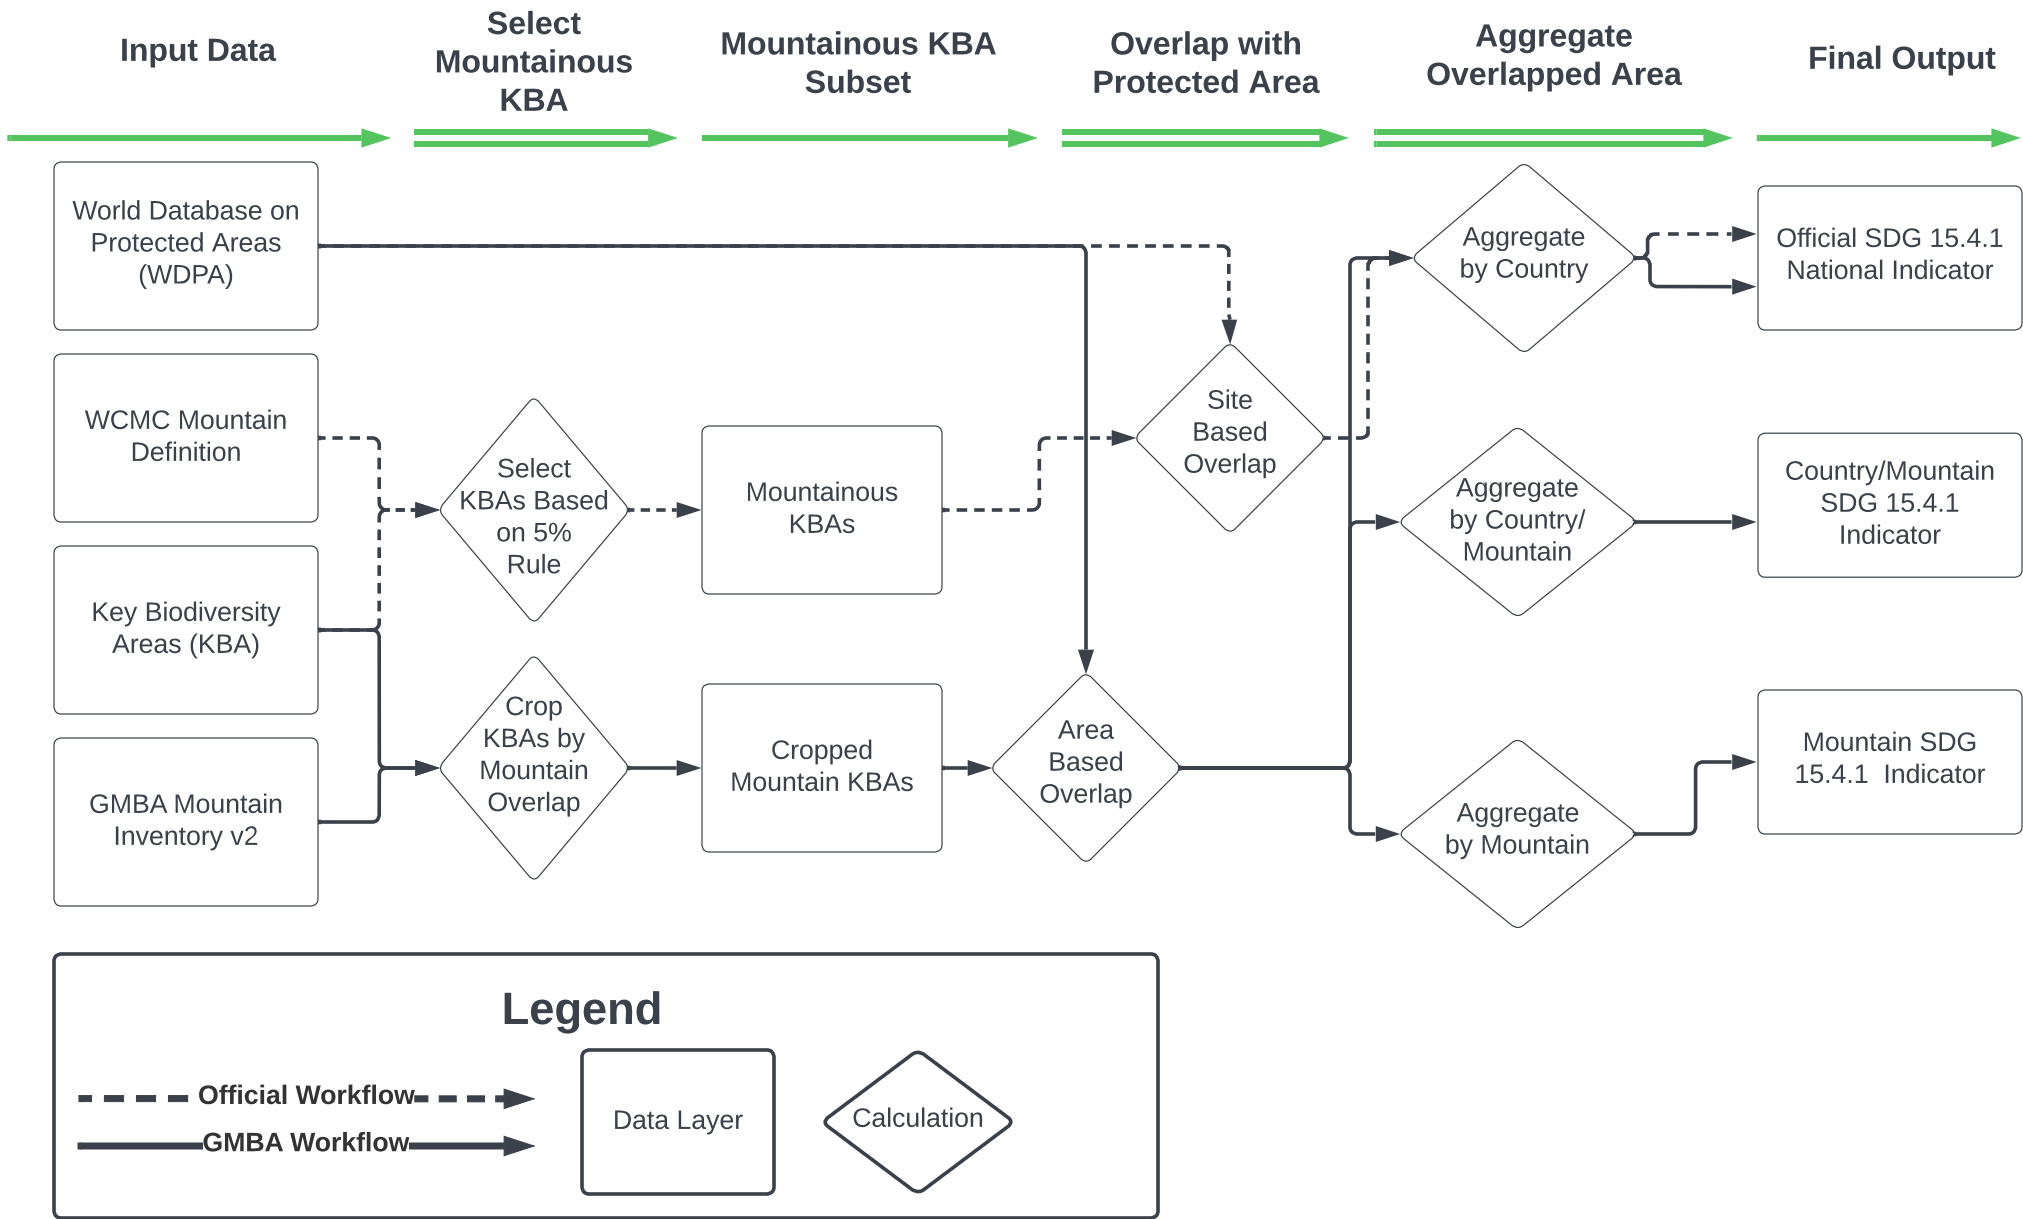 Input Data
Select
Mountainous
KBA
Mountainous KBA
Subset
Overlap with
Protected Area
Aggregate
Overlapped Area
Final Output
World Database on
Protected Areas
(WDPA)
WCMC Mountain
Definition
Key Biodiversity
Areas (KBA)
GMBA Mountain
Inventory v2
Select
KBAs Based
on 5%
Rule
Crop
KBAs by
Mountain
Overlap
Mountainous
KBAs
Cropped
Mountain KBAs
Site
Based
Overlap
Area
Based
Overlap
Aggregate
by Country
Aggregate
by Country/
Mountain
Aggregate
by Mountain
Official SDG 15.4.1
National Indicator
Country/Mountain
SDG 15.4.1
Indicator
Mountain SDG
15.4.1  Indicator
Legend
Official Workflow
GMBA Workflow
Data Layer
Calculation